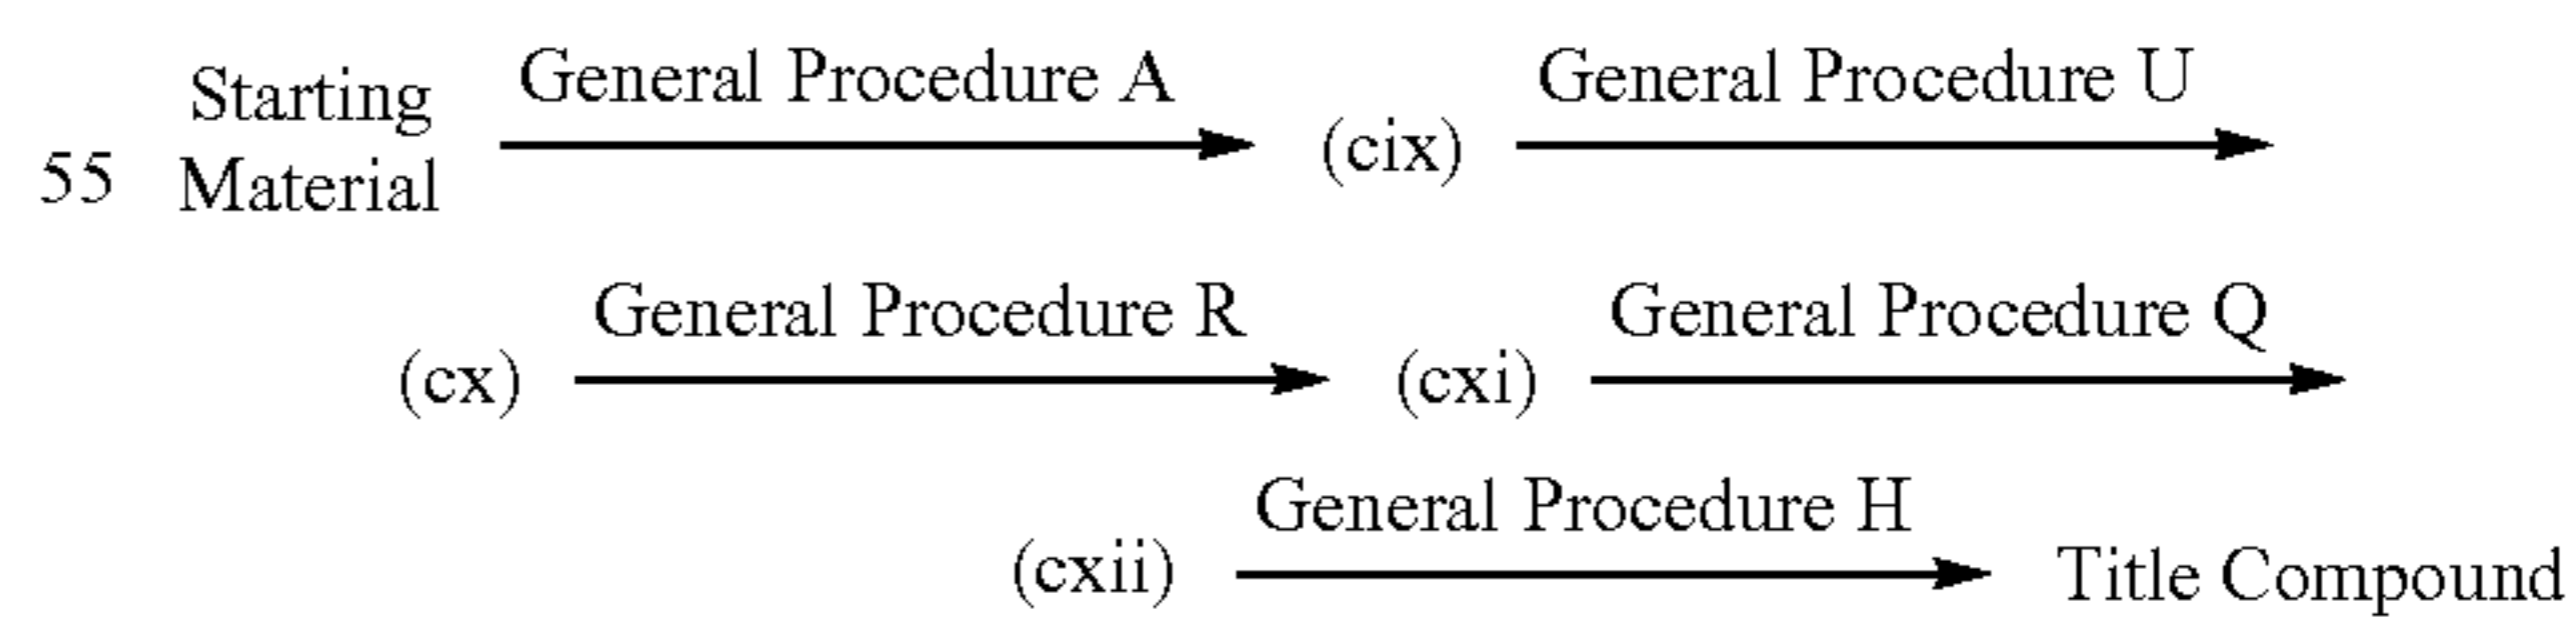 Starting General Procedure A General Procedure U
55 Material (cix)
General Procedure R General Procedure Q
(cx) (cxi)
General Procedure H
(cxii) Title Compound